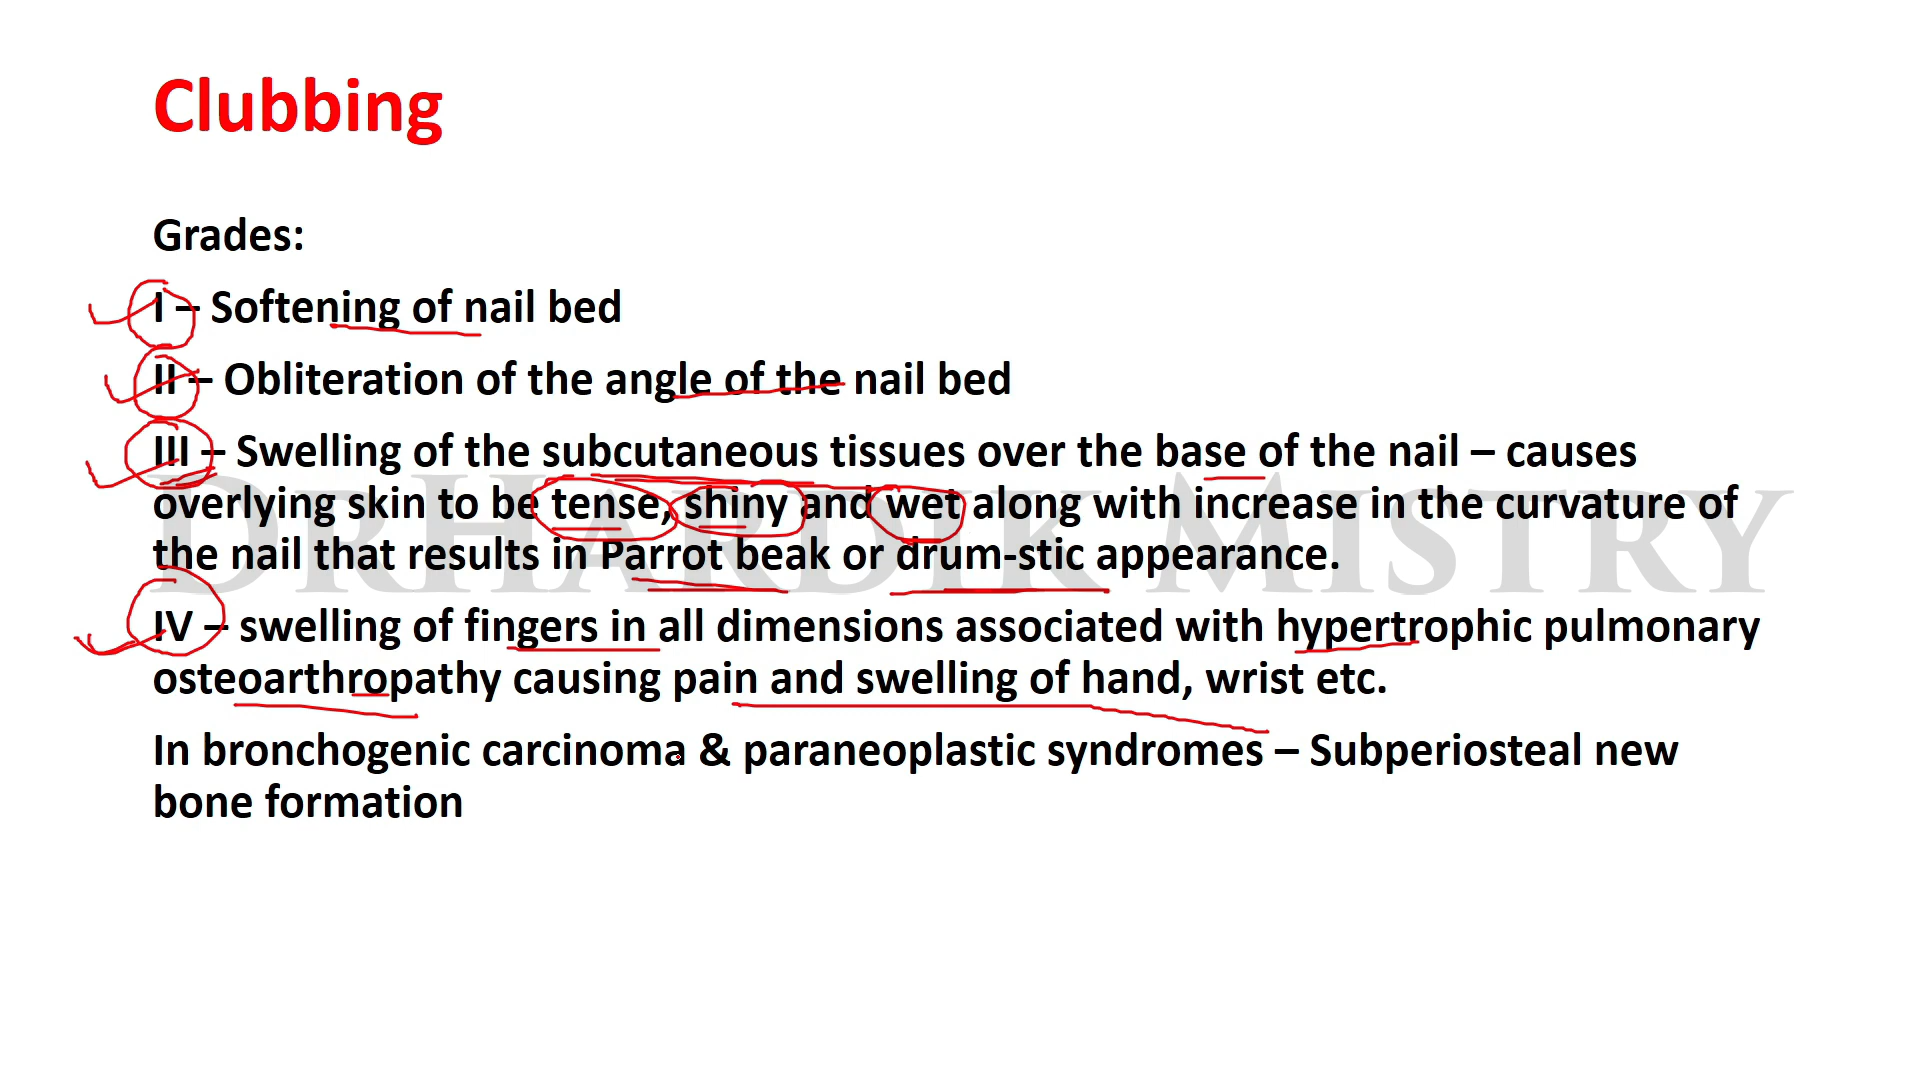 Clubbing
Grades:
I – Softening of nail bed
II – Obliteration of the angle of the nail bed
III – Swelling of the subcutaneous tissues over the base of the nail – causes
overlying skin to be tense, shiny and wet along with increase in the curvature of
the nail that results in Parrot beak or drum-stic appearance.
DrHardik Mistry
IV – swelling of fingers in all dimensions associated with hypertrophic pulmonary
osteoarthropathy causing pain and swelling of hand, wrist etc.
In bronchogenic carcinoma & paraneoplastic syndromes – Subperiosteal new
bone formation